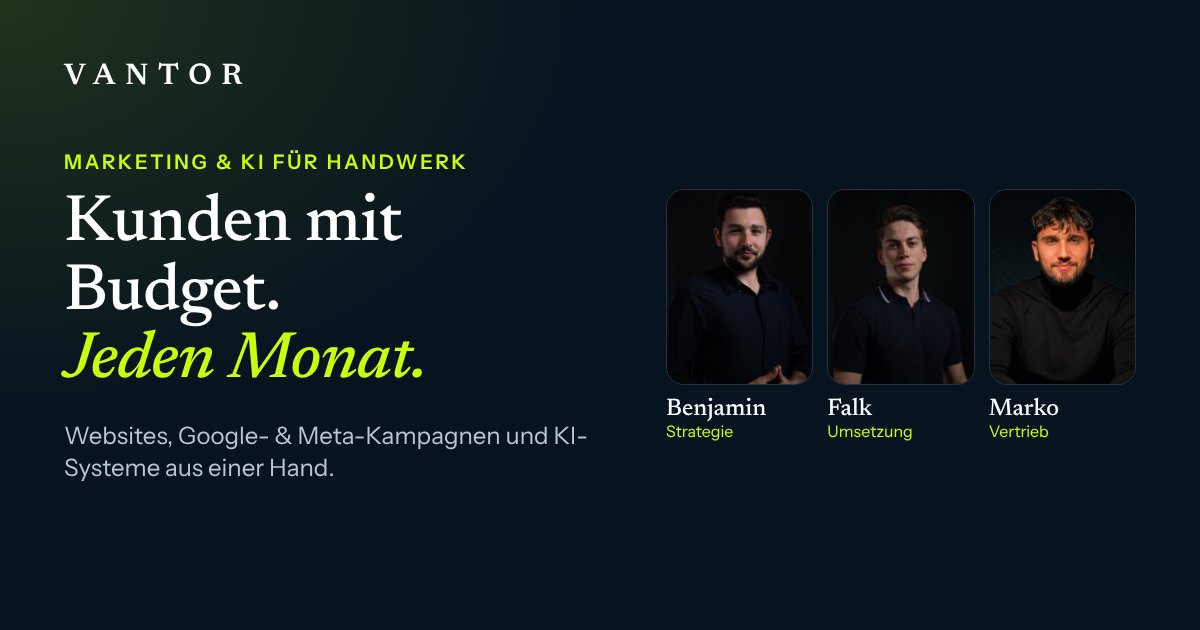 VANTOR
MARKETING & KI FÜR HANDWERK
Kunden mit
Budget.
Jeden Monat.
Websites, Google- & Meta-Kampagnen und KI-
Systeme aus einer Hand.
Benjamin
Strategie
Falk
Umsetzung
Marko
Vertrieb